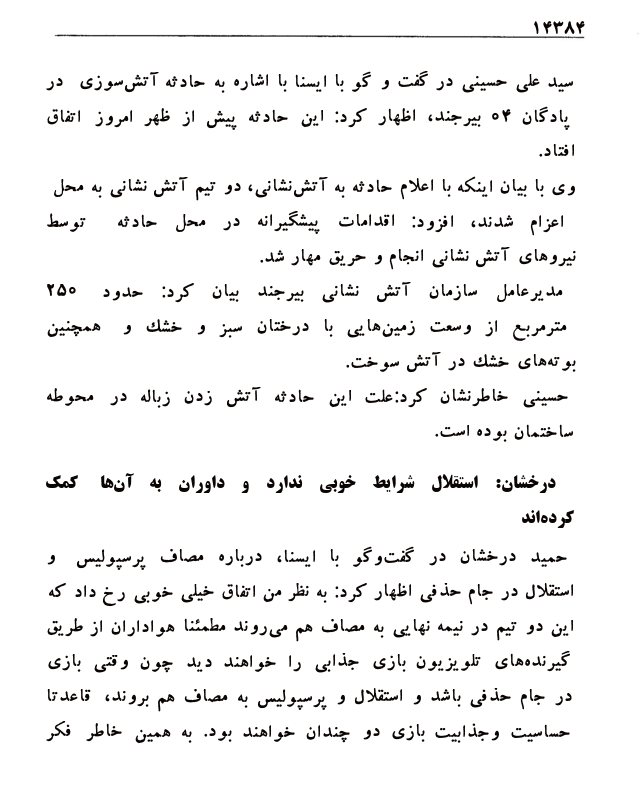 ۱۴۳۸۴
سید علی حسینی در گفت و گو با ایسنا با اشاره به حادثه آتش‌سوزی در
پادگان ۰۴ بیرجند، اظهار کرد: این حادثه پیش از ظهر امروز اتفاق
افتاد.
وی با بیان اینکه با اعلام حادثه به آتش‌نشانی، دو تیم آتش نشانی به محل
اعزام شدند، افزود: اقدامات پیشگیرانه در محل حادثه توسط
نیروهای آتش نشانی انجام و حریق مهار شد.
مدیرعامل سازمان آتش نشانی بیرجند بیان کرد: حدود ۲۵۰
مترمربع از وسعت زمین‌هایی با درختان سبز و خشك و همچنین
بوته‌های خشك در آتش سوخت.
حسینی خاطرنشان کرد:علت این حادثه آتش زدن زباله در محوطه
ساختمان بوده است.
درخشان: استقلال شرایط خوبی ندارد و داوران به آن‌ها کمک
کرده‌اند
حمید درخشان در گفت‌وگو با ایسنا، درباره مصاف پرسپولیس و
استقلال در جام حذفی اظهار کرد: به نظر من اتفاق خیلی خوبی رخ داد که
این دو تیم در نیمه نهایی به مصاف هم می‌روند مطمئنا هواداران از طریق
گیرنده‌های تلویزیون بازی جذابی را خواهند دید چون وقتی بازی
در جام حذفی باشد و استقلال و پرسپولیس به مصاف هم بروند، قاعدتا
حساسیت وجذابیت بازی دو چندان خواهند بود. به همین خاطر فکر